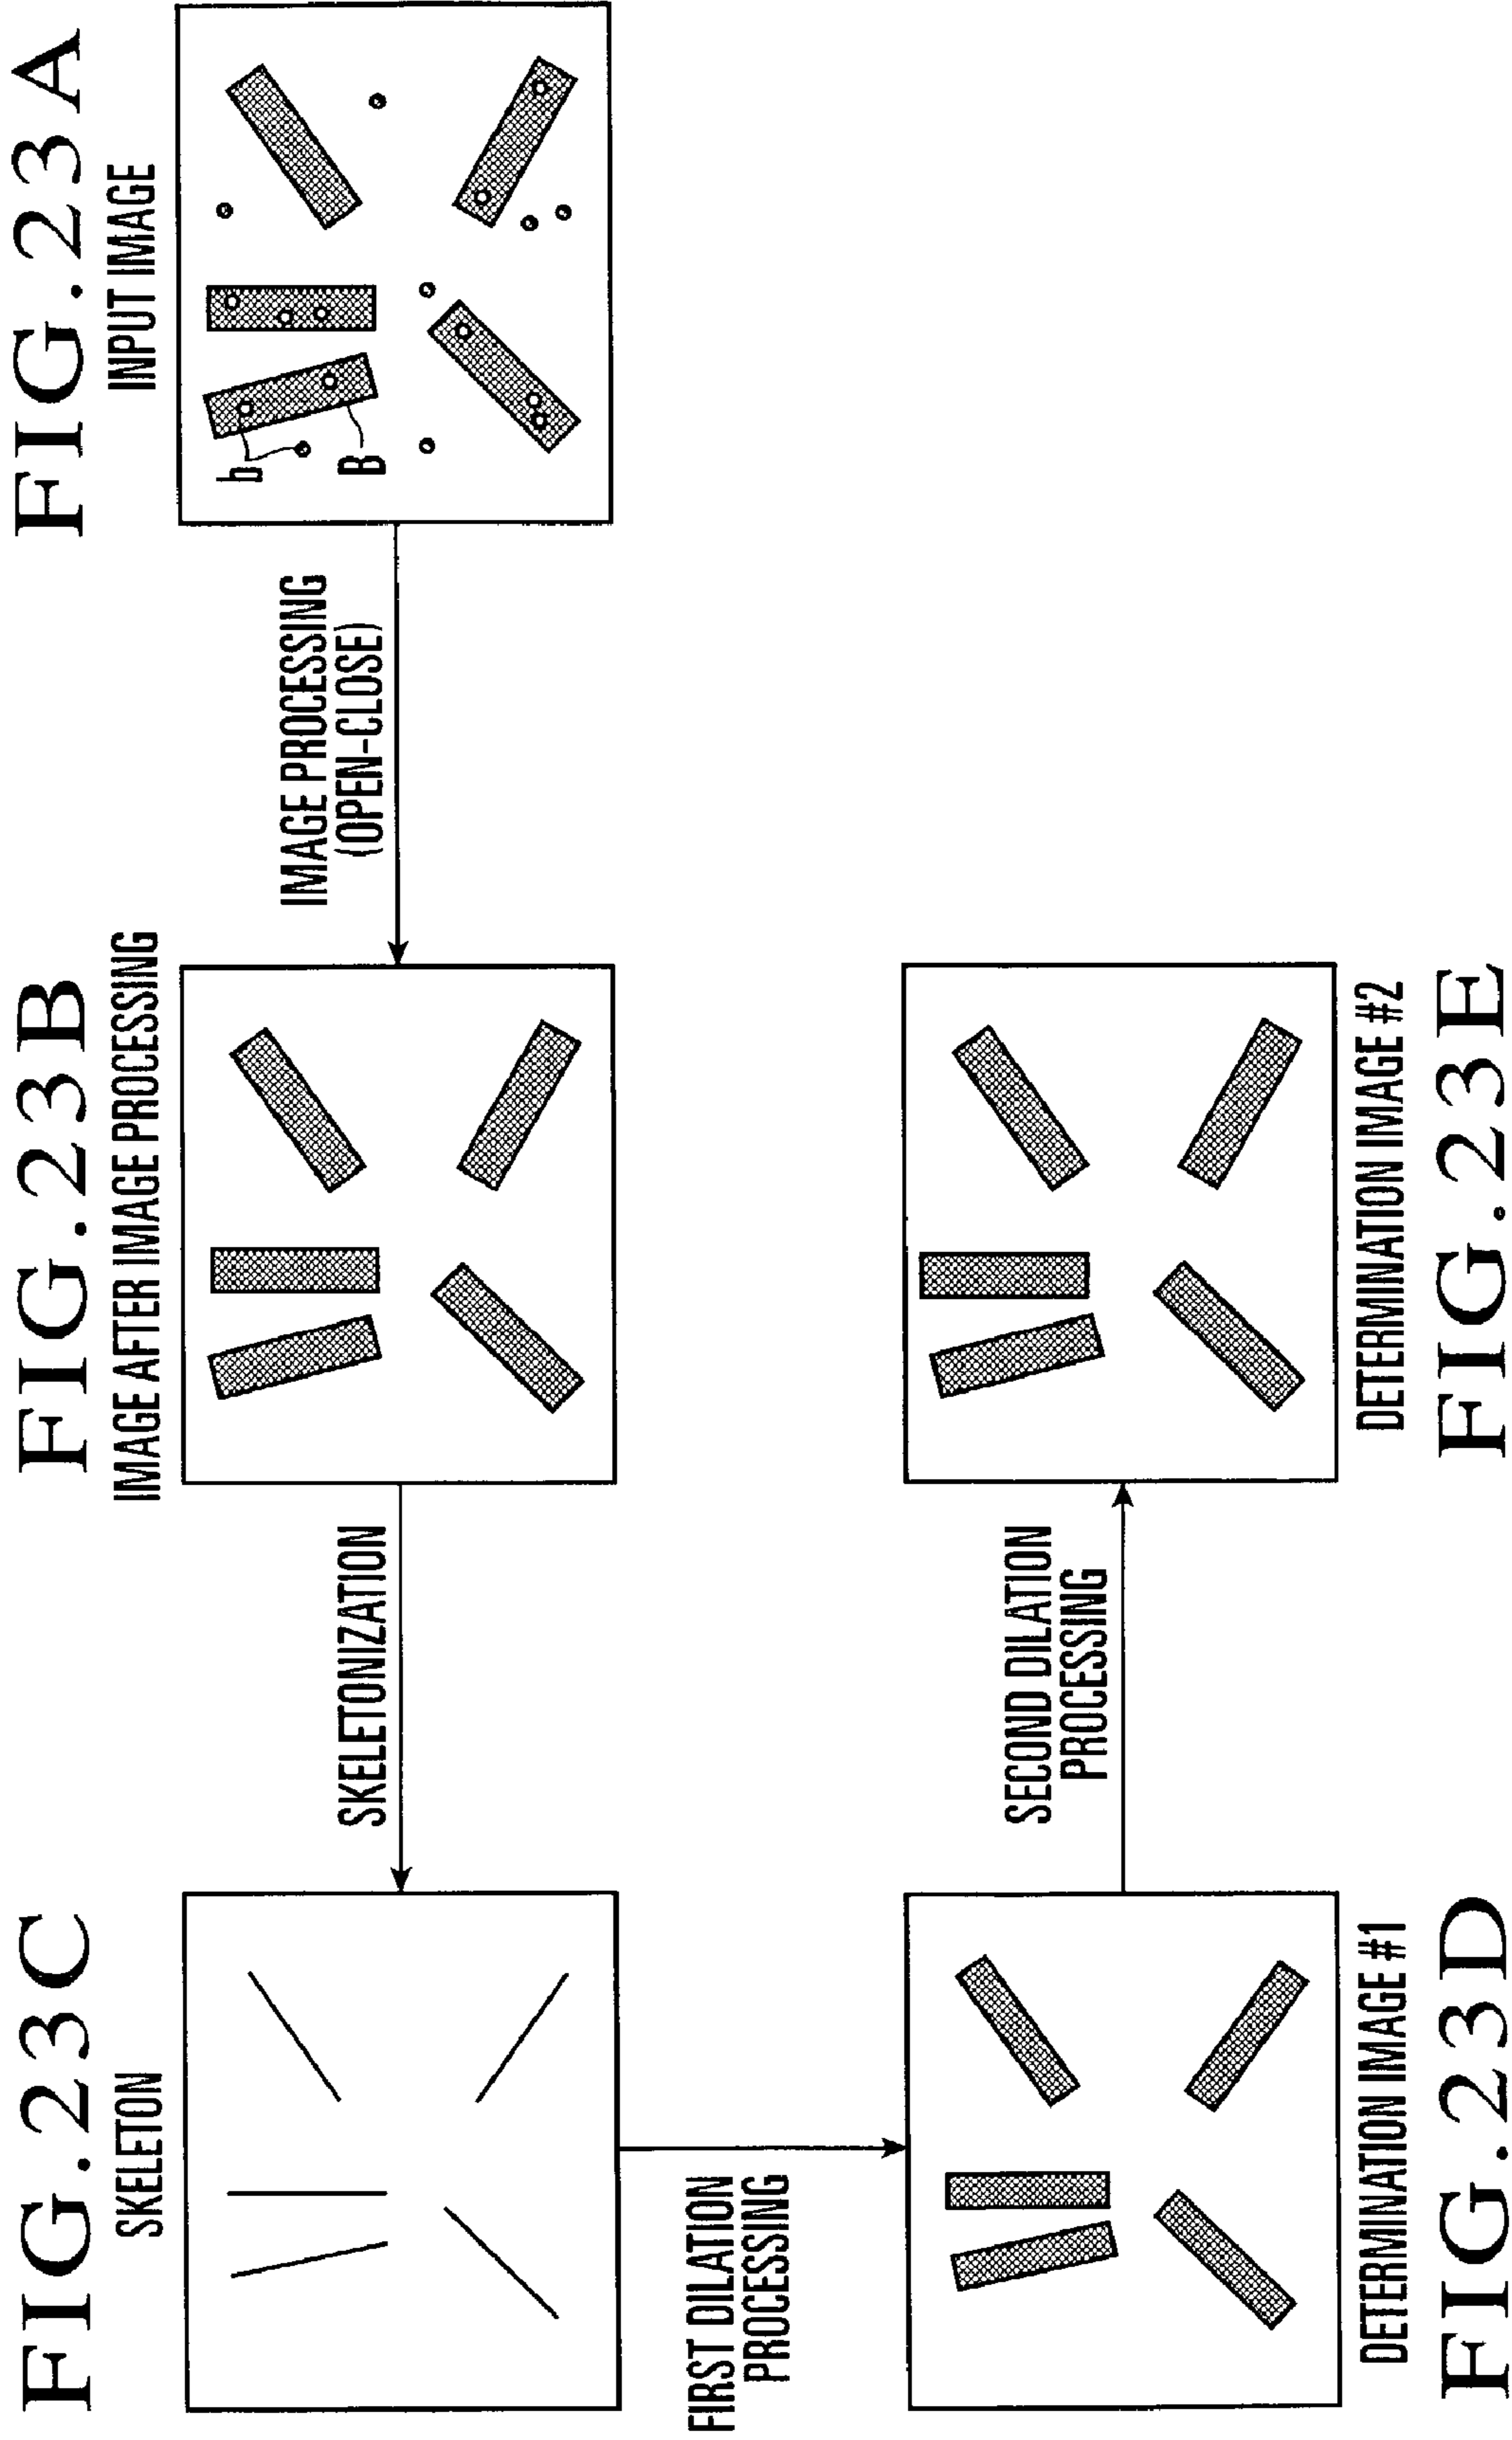 FIG.23A
INPUT IMAGE
b
B
IMAGE PROCESSING
(OPEN-CLOSE)
FIG.23B
IMAGE AFTER IMAGE PROCESSING
SKELETONIZATION
FIG.23C
SKELETON
FIRST DILATION
PROCESSING
DETERMINATION IMAGE #1
FIG.23D
SECOND DILATION
PROCESSING
DETERMINATION IMAGE #2
FIG.23E